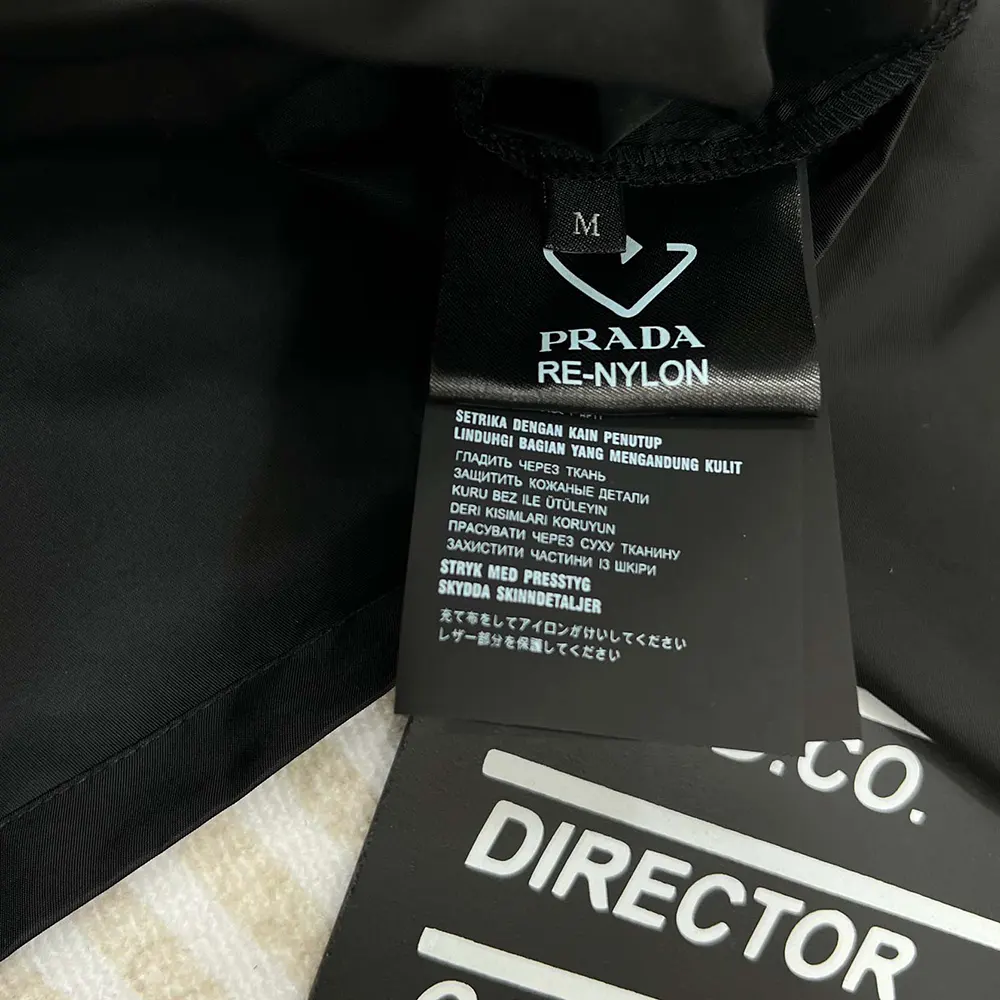 M
PRADA
RE-NYLON
SETRIKA DENGAN KAIN PENUTUP
LINDUHGI BAGIAN YANG MENGANDUNG KULIT
ГЛАДИТЬ ЧЕРЕЗ ТКАНЬ
ЗАЩИТИТЬ КОЖАНЫЕ ДЕТАЛИ
KURU BEZ ILE ÜTÜLEYIN
DERI KISIMLARI KORUYUN
ПРАСУВАТИ ЧЕРЕЗ СУХУ ТКАНИНУ
ЗАХИСТИТИ ЧАСТИНИ ІЗ ШКІРИ
STRYK MED PRESSTYG
SKYDDA SKINNDETALJER
充て布をしてアイロンがけいしてください
レザー部分を保護してください
.CO.
DIRECTOR